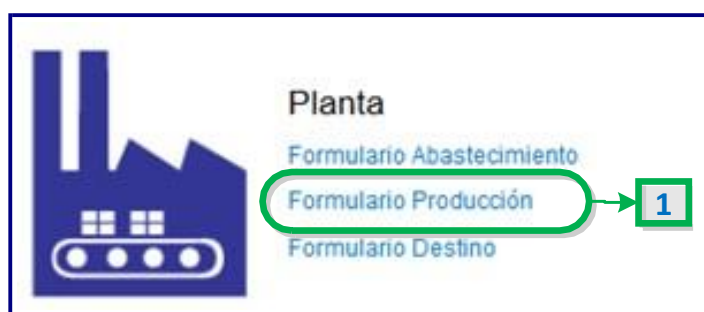 Planta
Formulario Abastecimiento
Formulario Producción
1
Formulario Destino